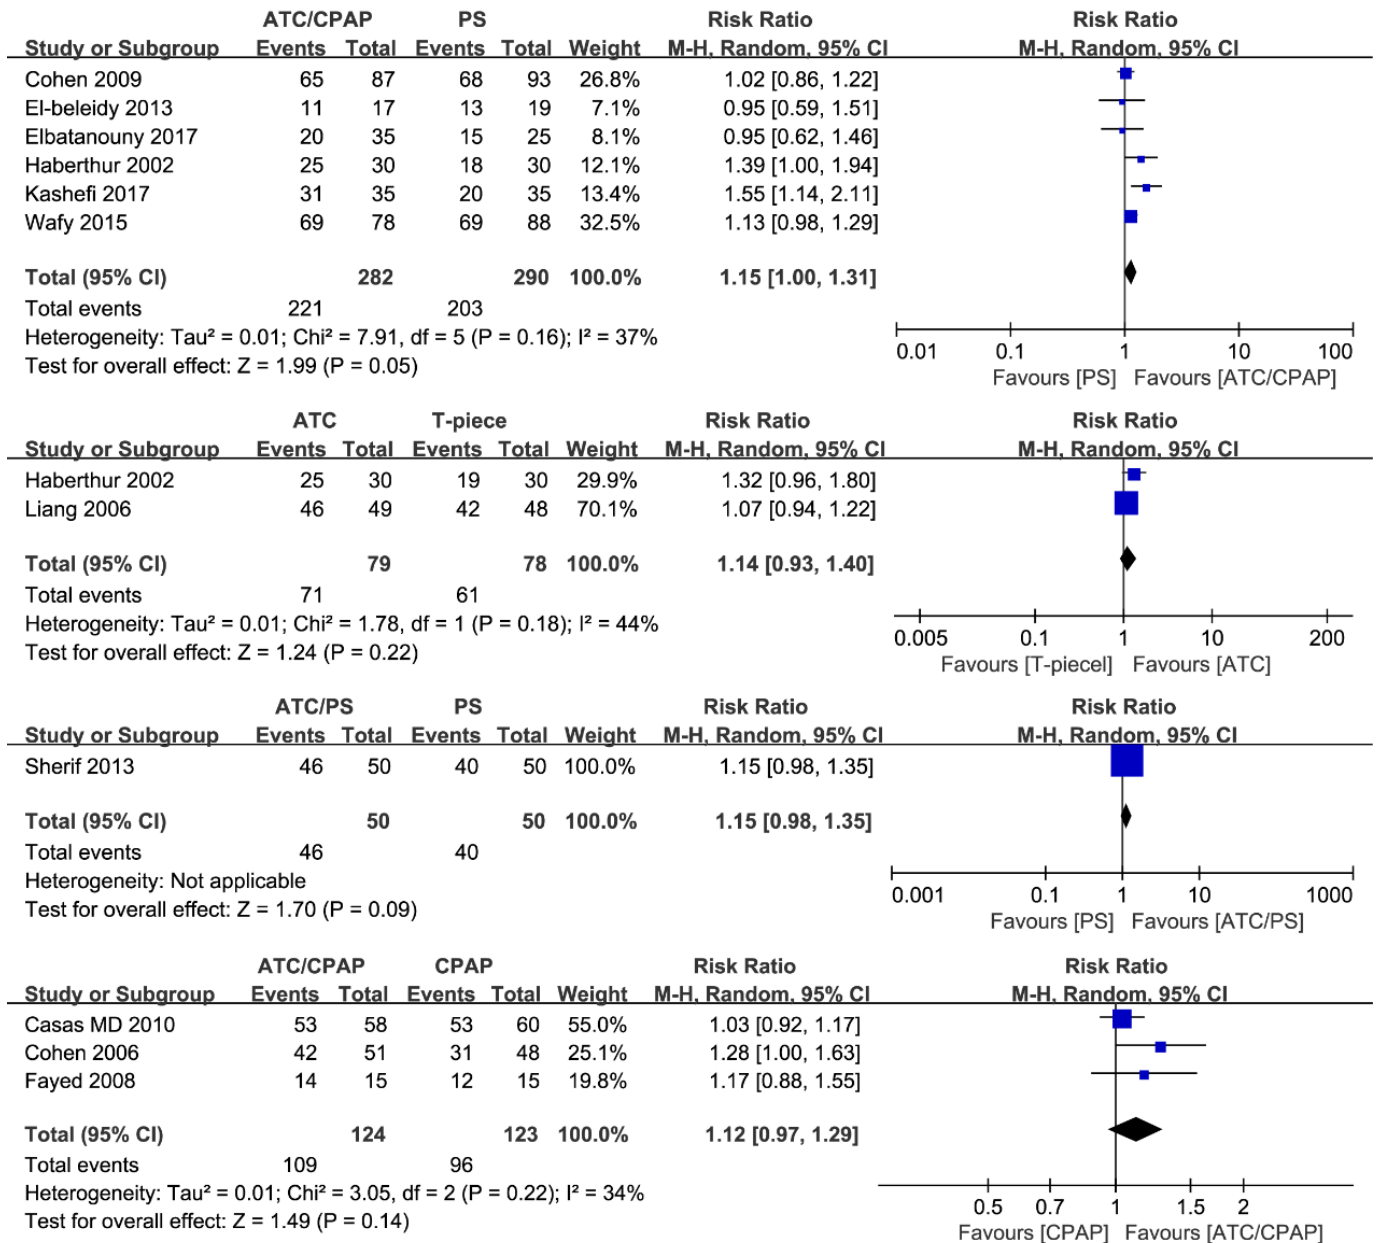 ATC/CPAP PS Risk Ratio Risk Ratio
Study or Subgroup Events Total Events Total Weight M-H, Random, 95% CI M-H, Random, 95% CI
Cohen 2009 65 87 68 93 26.8% 1.02 [0.86, 1.22]
El-beleidy 2013 11 17 13 19 7.1% 0.95 [0.59, 1.51]
Elbatanouny 2017 20 35 15 25 8.1% 0.95 [0.62, 1.46]
Haberthur 2002 25 30 18 30 12.1% 1.39 [1.00, 1.94]
Kashefi 2017 31 35 20 35 13.4% 1.55 [1.14, 2.11]
Wafy 2015 69 78 69 88 32.5% 1.13 [0.98, 1.29]
Total (95% CI) 282 290 100.0% 1.15 [1.00, 1.31]
Total events 221 203
Heterogeneity: Tau² = 0.01; Chi² = 7.91, df = 5 (P = 0.16); I² = 37%
Test for overall effect: Z = 1.99 (P = 0.05)
0.01 0.1 1 10 100
Favours [PS] Favours [ATC/CPAP]
ATC T-piece Risk Ratio Risk Ratio
Study or Subgroup Events Total Events Total Weight M-H, Random, 95% CI M-H, Random, 95% CI
Haberthur 2002 25 30 19 30 29.9% 1.32 [0.96, 1.80]
Liang 2006 46 49 42 48 70.1% 1.07 [0.94, 1.22]
Total (95% CI) 79 78 100.0% 1.14 [0.93, 1.40]
Total events 71 61
Heterogeneity: Tau² = 0.01; Chi² = 1.78, df = 1 (P = 0.18); I² = 44%
Test for overall effect: Z = 1.24 (P = 0.22)
0.005 0.1 1 10 200
Favours [T-piecel] Favours [ATC]
ATC/PS PS Risk Ratio Risk Ratio
Study or Subgroup Events Total Events Total Weight M-H, Random, 95% CI M-H, Random, 95% CI
Sherif 2013 46 50 40 50 100.0% 1.15 [0.98, 1.35]
Total (95% CI) 50 50 100.0% 1.15 [0.98, 1.35]
Total events 46 40
Heterogeneity: Not applicable
Test for overall effect: Z = 1.70 (P = 0.09)
0.001 0.1 1 10 1000
Favours [PS] Favours [ATC/PS]
ATC/CPAP CPAP Risk Ratio Risk Ratio
Study or Subgroup Events Total Events Total Weight M-H, Random, 95% CI M-H, Random, 95% CI
Casas MD 2010 53 58 53 60 55.0% 1.03 [0.92, 1.17]
Cohen 2006 42 51 31 48 25.1% 1.28 [1.00, 1.63]
Fayed 2008 14 15 12 15 19.8% 1.17 [0.88, 1.55]
Total (95% CI) 124 123 100.0% 1.12 [0.97, 1.29]
Total events 109 96
Heterogeneity: Tau² = 0.01; Chi² = 3.05, df = 2 (P = 0.22); I² = 34%
Test for overall effect: Z = 1.49 (P = 0.14)
0.5 0.7 1 1.5 2
Favours [CPAP] Favours [ATC/CPAP]